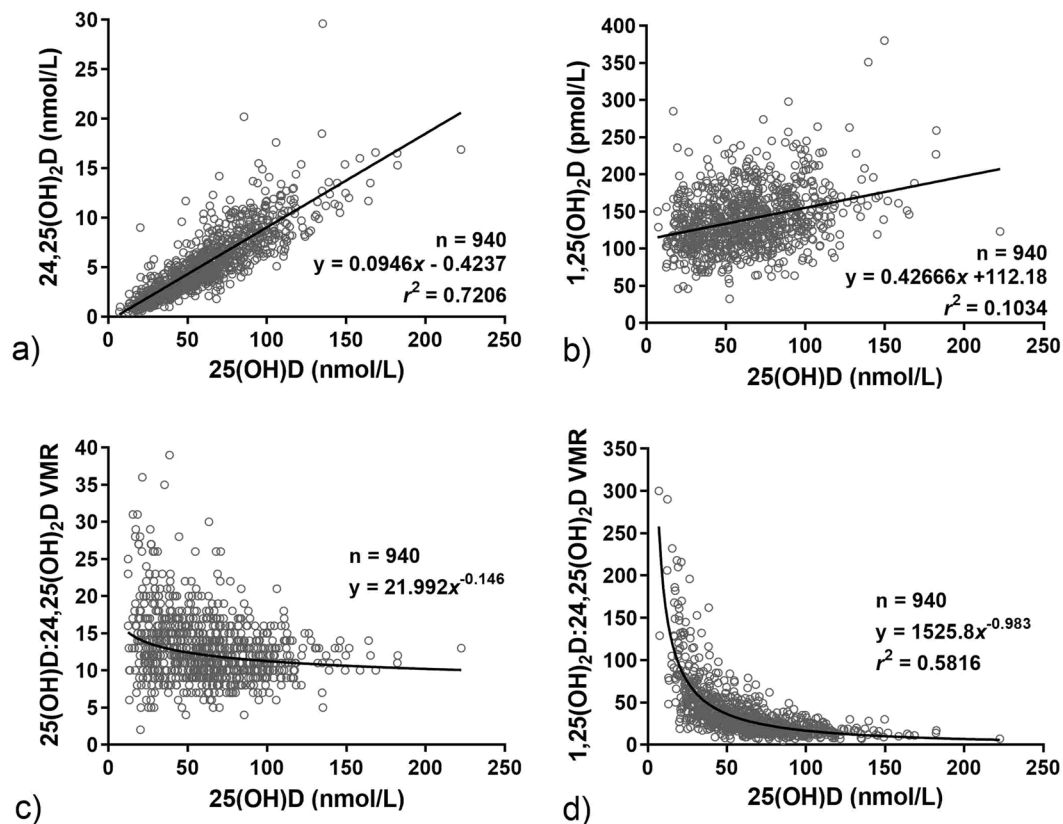 30
25
20
15
10
5
0
24,25(OH)₂D (nmol/L)
n = 940
y = 0.0946x - 0.4237
r² = 0.7206
0 50 100 150 200 250
25(OH)D (nmol/L)
a)
400
350
300
250
200
150
100
50
0
1,25(OH)₂D (pmol/L)
n = 940
y = 0.42666x +112.18
r² = 0.1034
0 50 100 150 200 250
25(OH)D (nmol/L)
b)
40
35
30
25
20
15
10
5
0
25(OH)D:24,25(OH)₂D VMR
n = 940
y = 21.992x⁻⁰·¹⁴⁶
0 50 100 150 200 250
25(OH)D (nmol/L)
c)
350
300
250
200
150
100
50
0
1,25(OH)₂D:24,25(OH)₂D VMR
n = 940
y = 1525.8x⁻⁰·⁹⁸³
r² = 0.5816
0 50 100 150 200 250
25(OH)D (nmol/L)
d)